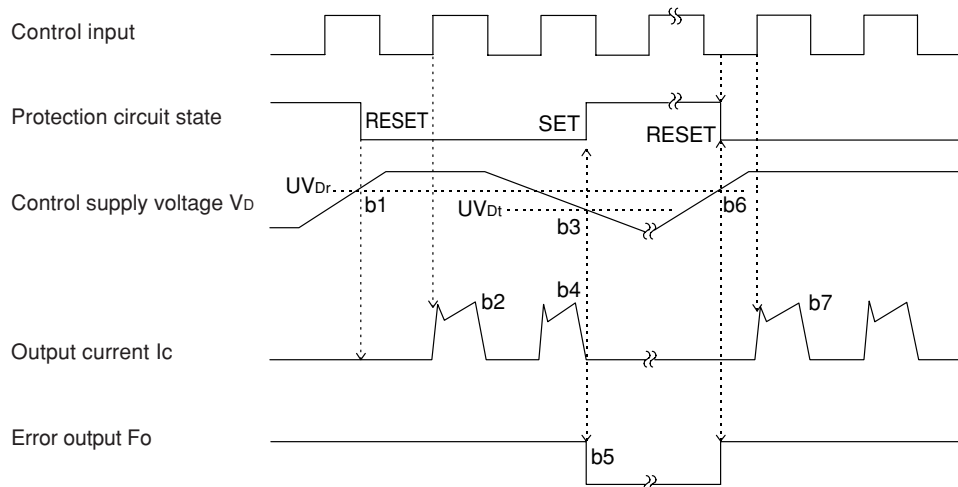 Control input
Protection circuit state
RESET
SET
RESET
Control supply voltage VD
UVDr
b1
UVDt
b3
b6
Output current Ic
b2
b4
b7
Error output Fo
b5